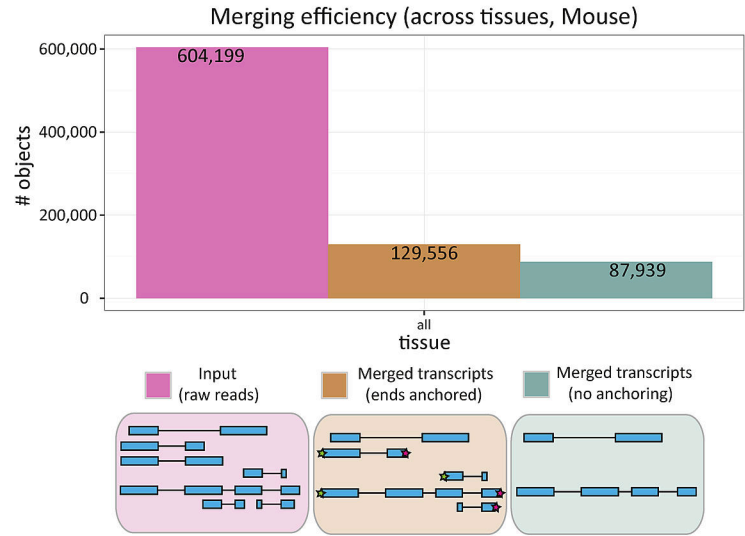 Merging efficiency (across tissues, Mouse)
600,000
604,199
400,000
# objects
200,000
129,556
87,939
0
all
tissue
Input
(raw reads)
Merged transcripts
(ends anchored)
Merged transcripts
(no anchoring)